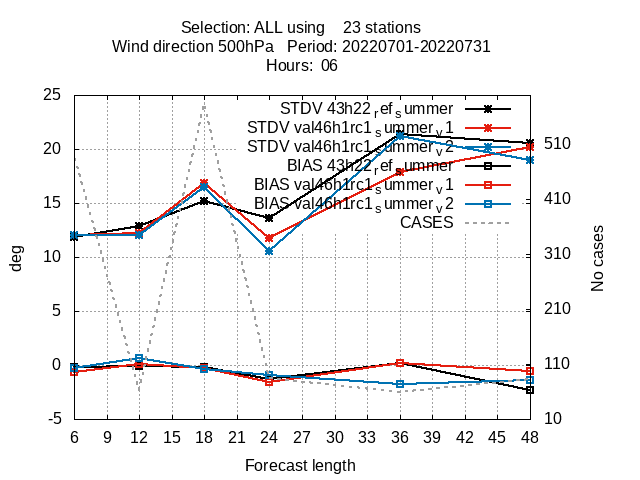 Selection: ALL using 23 stations
Wind direction 500hPa Period: 20220701-20220731
Hours: 06
STDV 43h22_ref_summer
STDV val46h1rc1_summer_v1
STDV val46h1rc1_summer_v2
BIAS 43h22_ref_summer
BIAS val46h1rc1_summer_v1
BIAS val46h1rc1_summer_v2
CASES
25
20
15
10
5
0
-5
deg
510
410
310
210
110
10
No cases
6 9 12 15 18 21 24 27 30 33 36 39 42 45 48
Forecast length